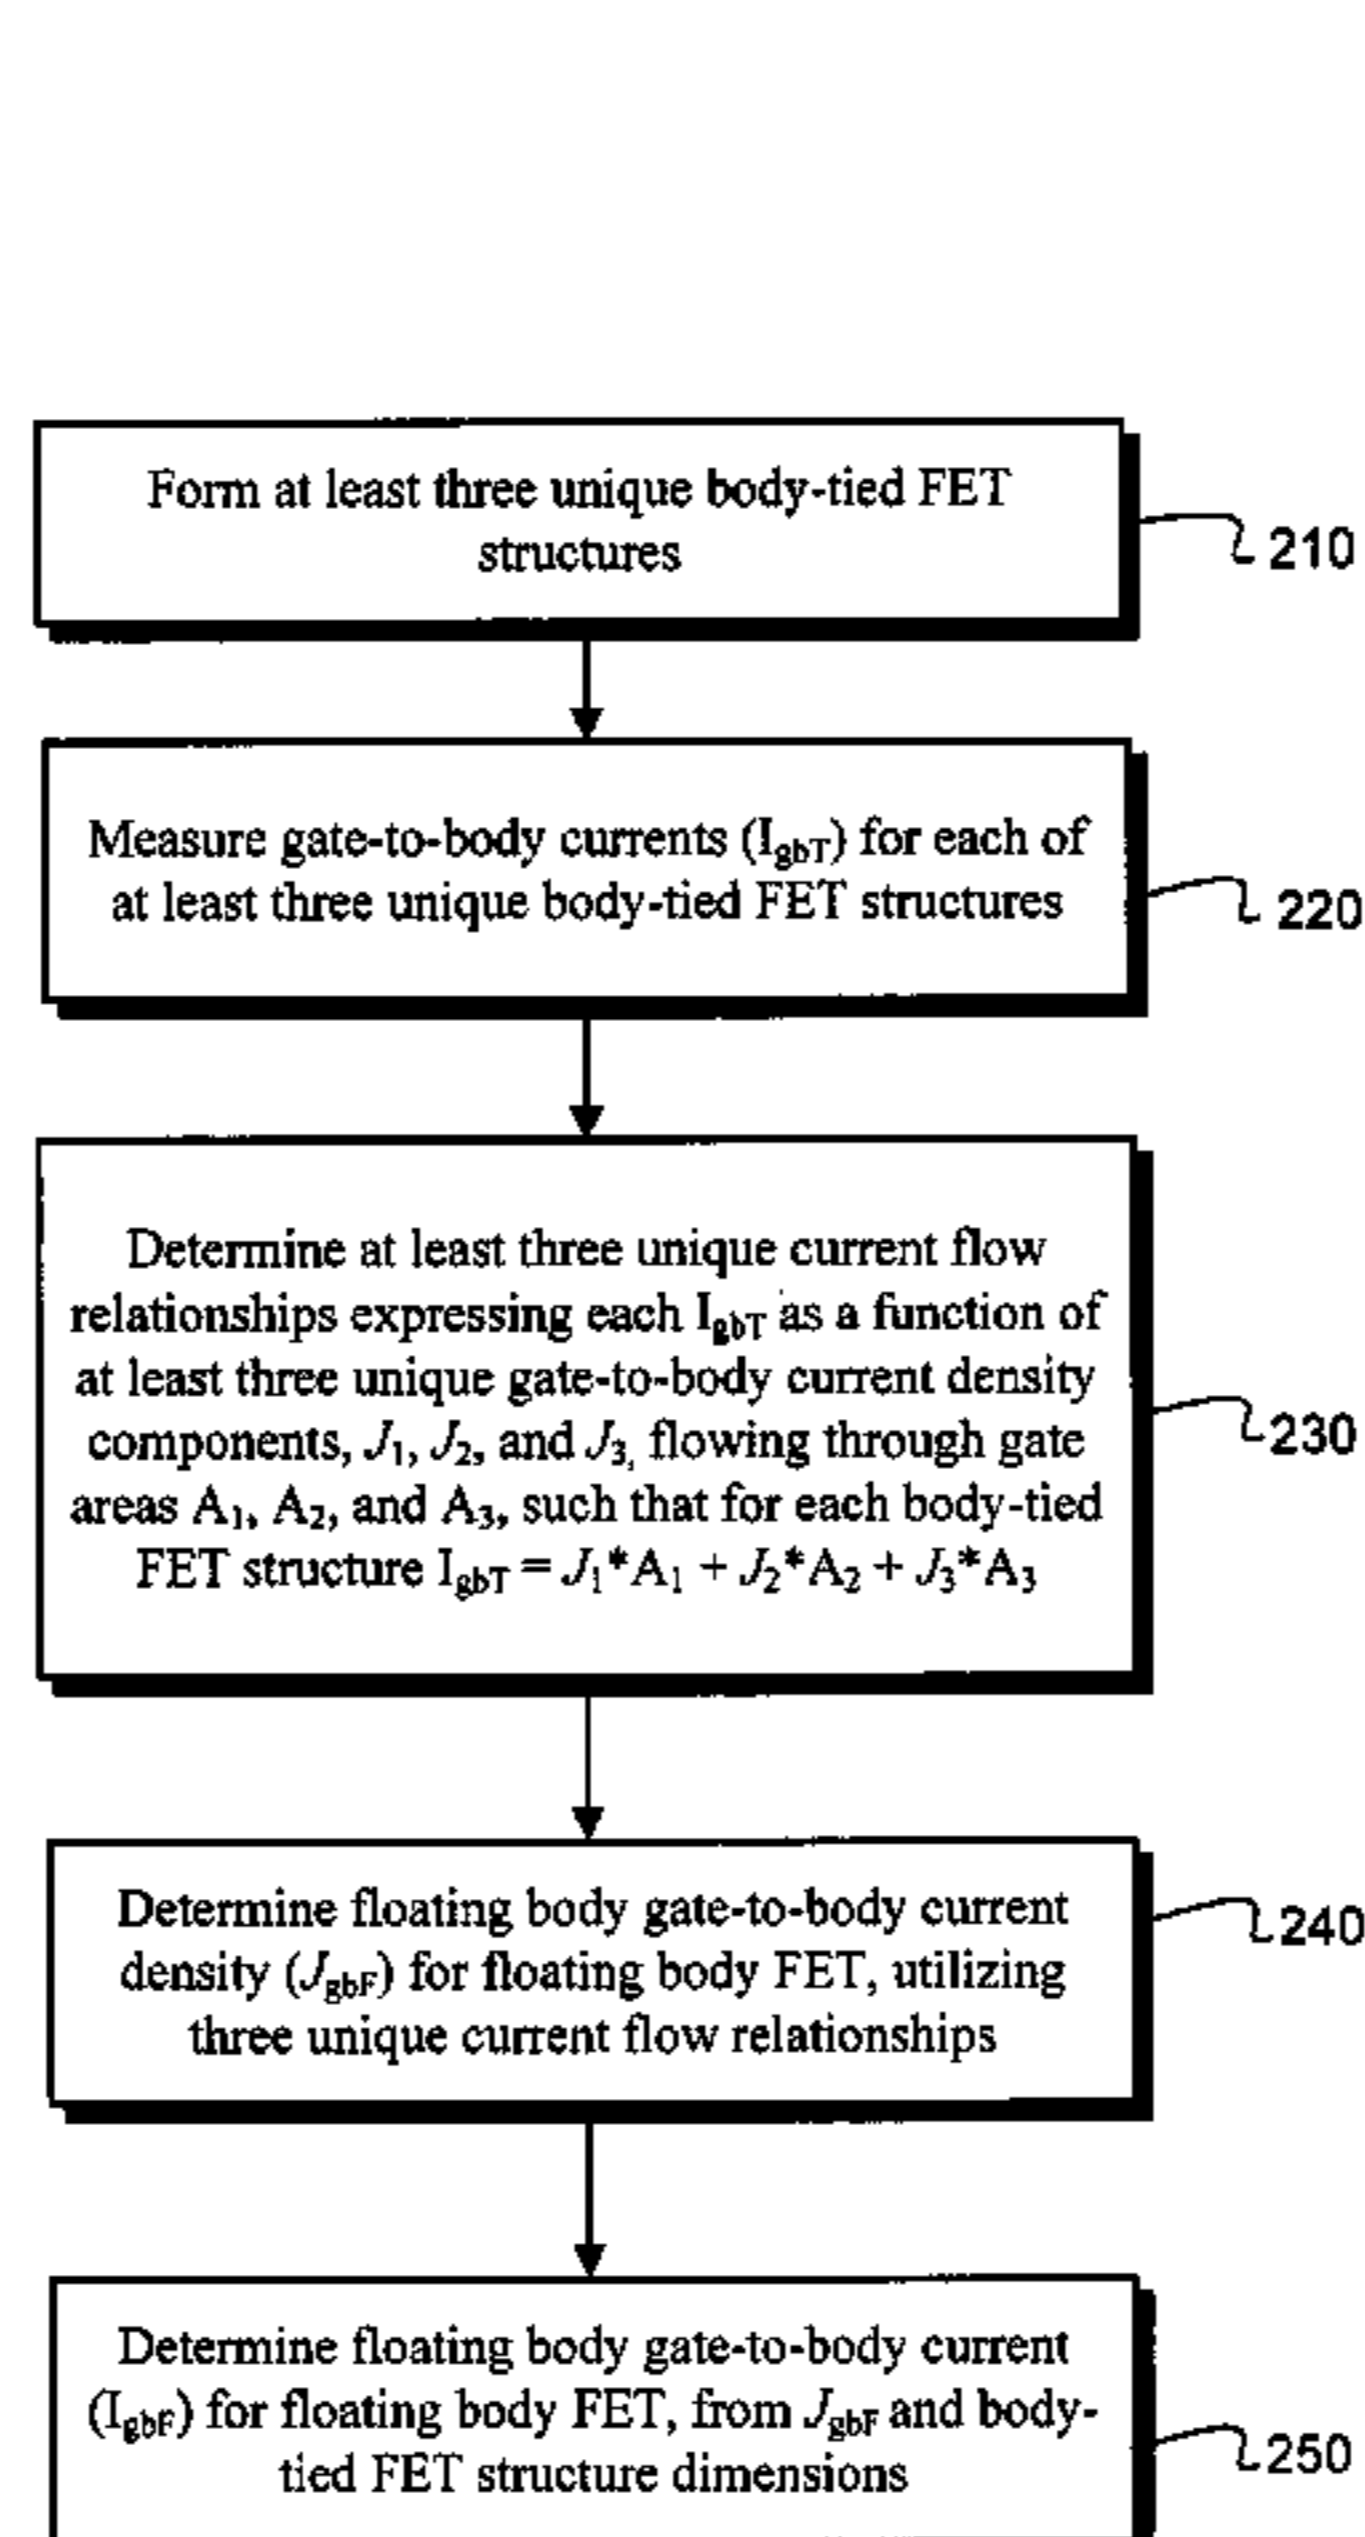 Form at least three unique body-tied FET
structures
210
Measure gate-to-body currents (IgbT) for each of
at least three unique body-tied FET structures
220
Determine at least three unique current flow
relationships expressing each IgbT as a function of
at least three unique gate-to-body current density
components, J1, J2, and J3, flowing through gate
areas A1, A2, and A3, such that for each body-tied
FET structure IgbT = J1*A1 + J2*A2 + J3*A3
230
Determine floating body gate-to-body current
density (JgbF) for floating body FET, utilizing
three unique current flow relationships
240
Determine floating body gate-to-body current
(IgbF) for floating body FET, from JgbF and body-
tied FET structure dimensions
250